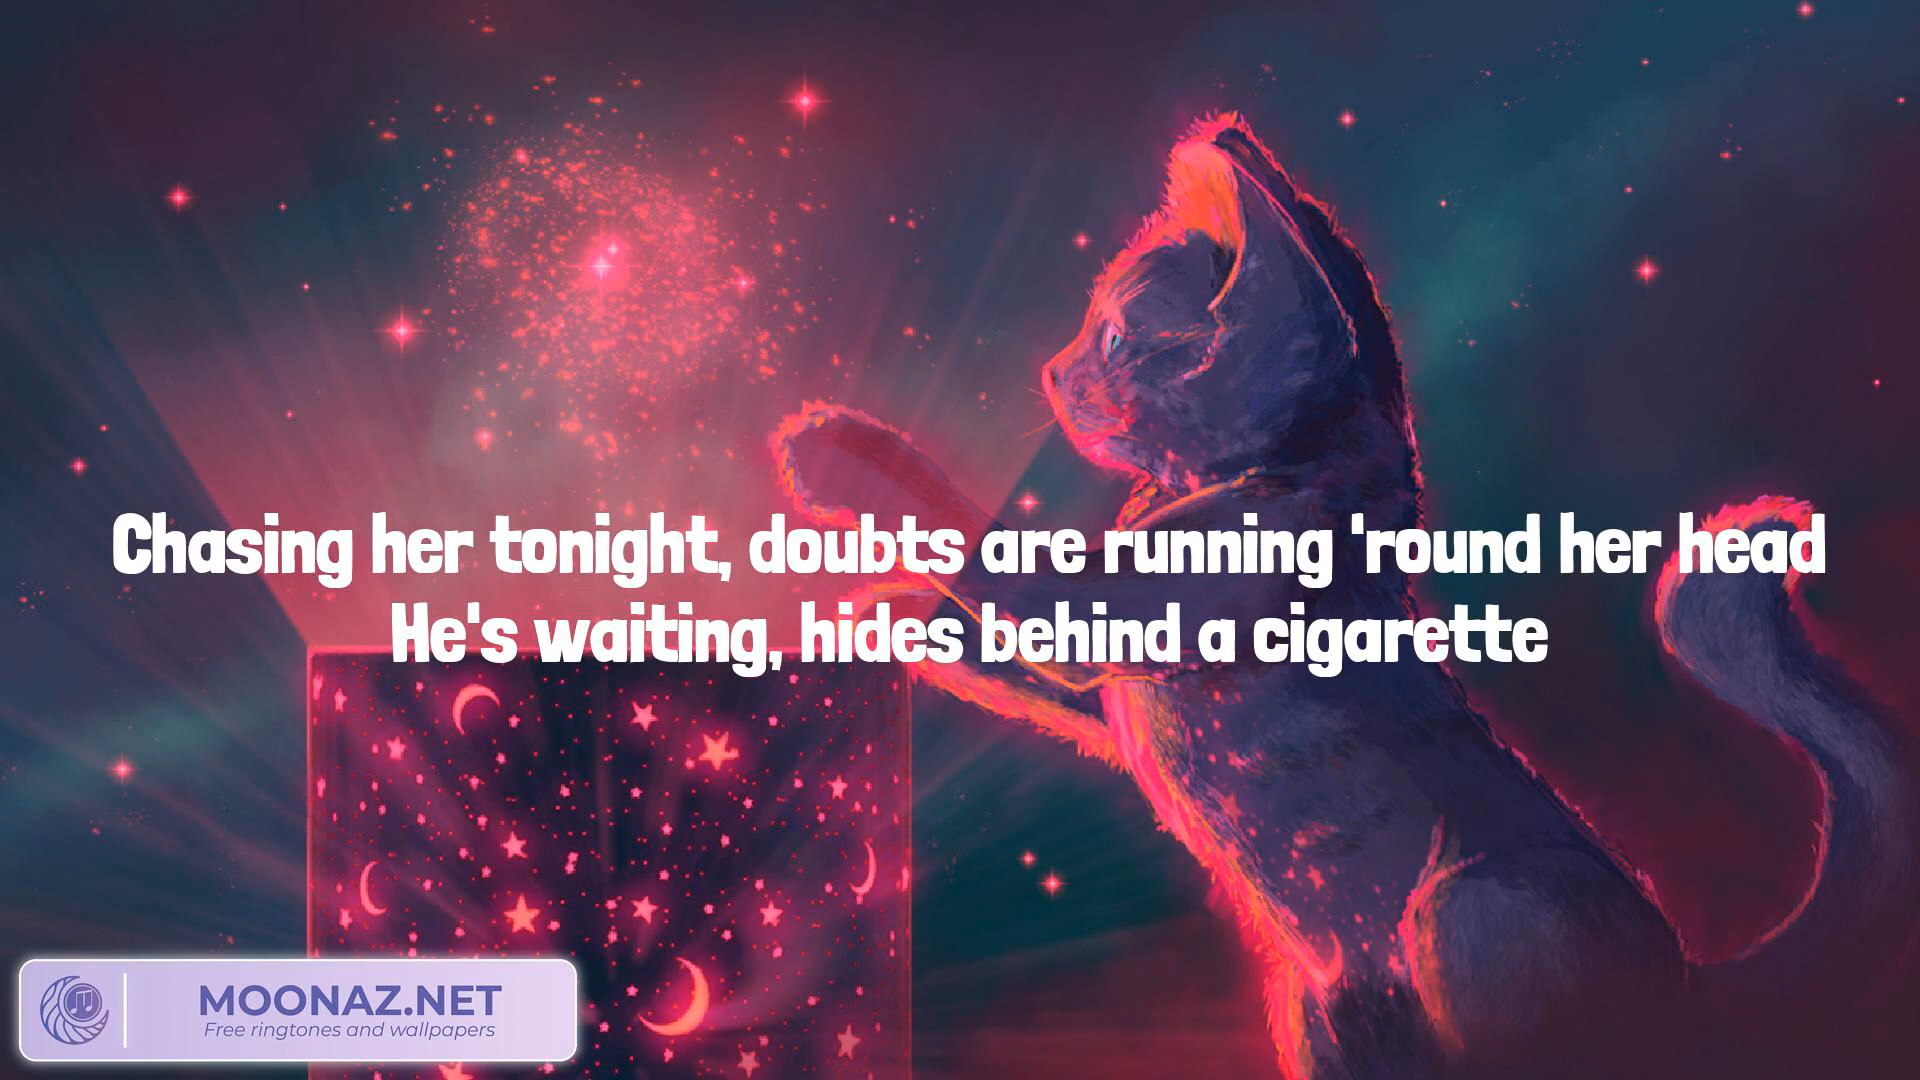 Chasing her tonight, doubts are running 'round her head
He's waiting, hides behind a cigarette
MOONAZ.NET
Free ringtones and wallpapers